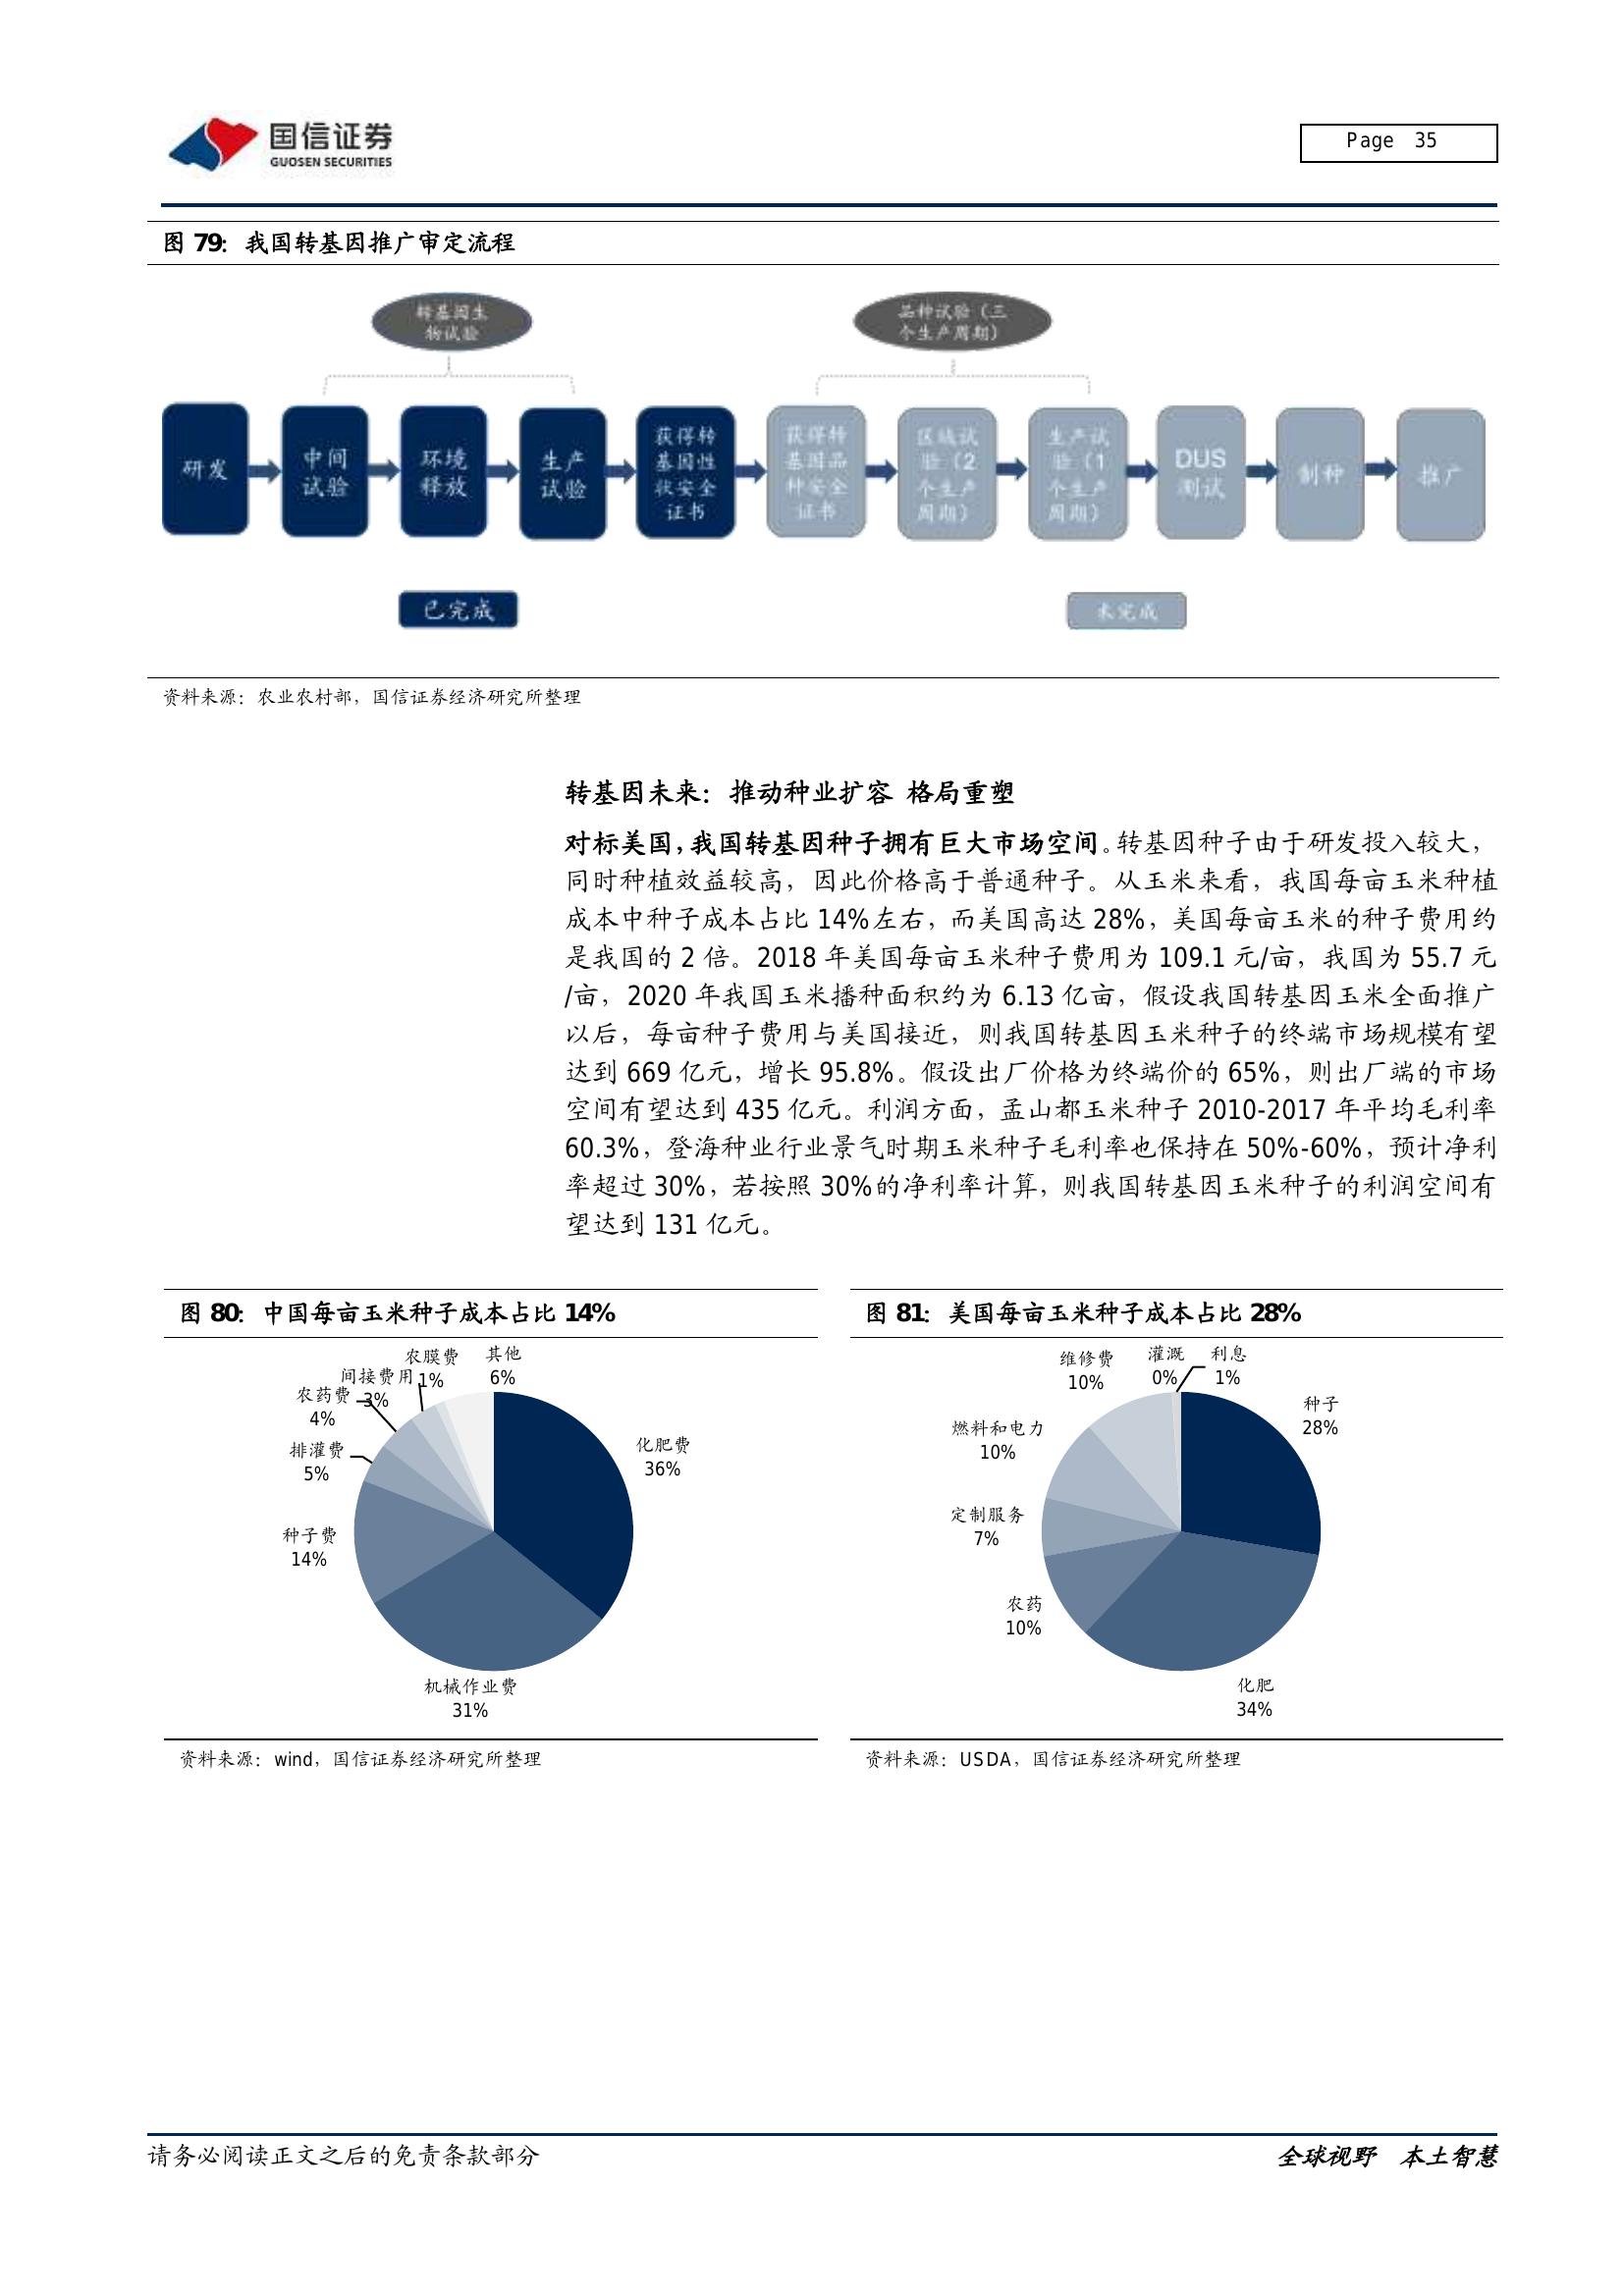 国信证券
GUOSEN SECURITIES
Page 35
图 79：我国转基因推广审定流程
转基因生
物试验
品种试验（三
个生产周期）
研发
中间
试验
环境
释放
生产
试验
获得转
基因性
状安全
证书
获得转
基因品
种安全
证书
区域试
验（2
个生产
周期）
生产试
验（1
个生产
周期）
DUS
测试
制种
推广
已完成
未完成
资料来源：农业农村部，国信证券经济研究所整理
转基因未来：推动种业扩容 格局重塑
对标美国，我国转基因种子拥有巨大市场空间。转基因种子由于研发投入较大，
同时种植效益较高，因此价格高于普通种子。从玉米来看，我国每亩玉米种植
成本中种子成本占比 14%左右，而美国高达 28%，美国每亩玉米的种子费用约
是我国的 2 倍。2018 年美国每亩玉米种子费用为 109.1 元/亩，我国为 55.7 元
/亩，2020 年我国玉米播种面积约为 6.13 亿亩，假设我国转基因玉米全面推广
以后，每亩种子费用与美国接近，则我国转基因玉米种子的终端市场规模有望
达到 669 亿元，增长 95.8%。假设出厂价格为终端价的 65%，则出厂端的市场
空间有望达到 435 亿元。利润方面，孟山都玉米种子 2010-2017 年平均毛利率
60.3%，登海种业行业景气时期玉米种子毛利率也保持在 50%-60%，预计净利
率超过 30%，若按照 30%的净利率计算，则我国转基因玉米种子的利润空间有
望达到 131 亿元。
图 80：中国每亩玉米种子成本占比 14%
农膜费
1%
其他
6%
间接费用
3%
农药费
4%
排灌费
5%
种子费
14%
化肥费
36%
机械作业费
31%
资料来源：wind，国信证券经济研究所整理
图 81：美国每亩玉米种子成本占比 28%
维修费
10%
灌溉
0%
利息
1%
种子
28%
燃料和电力
10%
定制服务
7%
农药
10%
化肥
34%
资料来源：USDA，国信证券经济研究所整理
请务必阅读正文之后的免责条款部分
全球视野 本土智慧